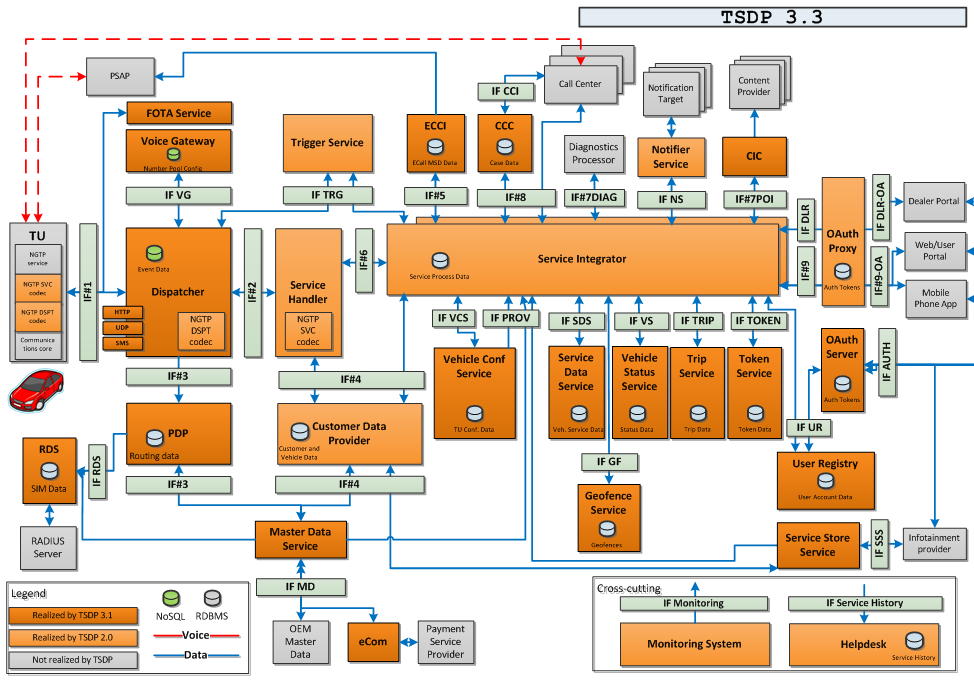 TSDP 3.3
PSAP
Call Center
Notification
Target
Content
Provider
IF CCI
FOTA Service
Voice Gateway
Number Pool Config
Trigger Service
ECCI
ECall MSD Data
CCC
Case Data
Diagnostics
Processor
Notifier
Service
CIC
IF VG
IF TRG
IF#5
IF#8
IF#7DIAG
IF NS
IF#7POI
TU
NGTP
service
NGTP SVC
codec
NGTP DSPT
codec
Communica
tions core
IF#1
Event Data
Dispatcher
HTTP
UDP
SMS
NGTP
DSPT
codec
IF#2
Service
Handler
NGTP
SVC
codec
IF#6
Service Integrator
Service Process Data
IF DLR
IF#9
OAuth
Proxy
Auth Tokens
IF DLR-OA
IF#9-OA
Dealer Portal
Web/User
Portal
Mobile
Phone App
IF VCS
IF PROV
IF SDS
IF VS
IF TRIP
IF TOKEN
Vehicle Conf
Service
TU Conf. Data
Service
Data
Service
Veh. Service Data
Vehicle
Status
Service
Status Data
Trip
Service
Trip Data
Token
Service
Token Data
OAuth
Server
Auth Tokens
IF AUTH
IF#3
IF#4
PDP
Routing data
Customer Data
Provider
Customer and
Vehicle Data
IF UR
RDS
SIM Data
IF RDS
IF#3
IF#4
IF GF
Geofence
Service
Geofences
User Registry
User Account Data
RADIUS
Server
Master Data
Service
Service Store
Service
IF SSS
Infotainment
provider
IF MD
OEM
Master
Data
eCom
Payment
Service
Provider
Legend
Realized by TSDP 3.1
Realized by TSDP 2.0
Not realized by TSDP
NoSQL
RDBMS
Voice
Data
Cross-cutting
IF Monitoring
IF Service History
Monitoring System
Helpdesk
Service History